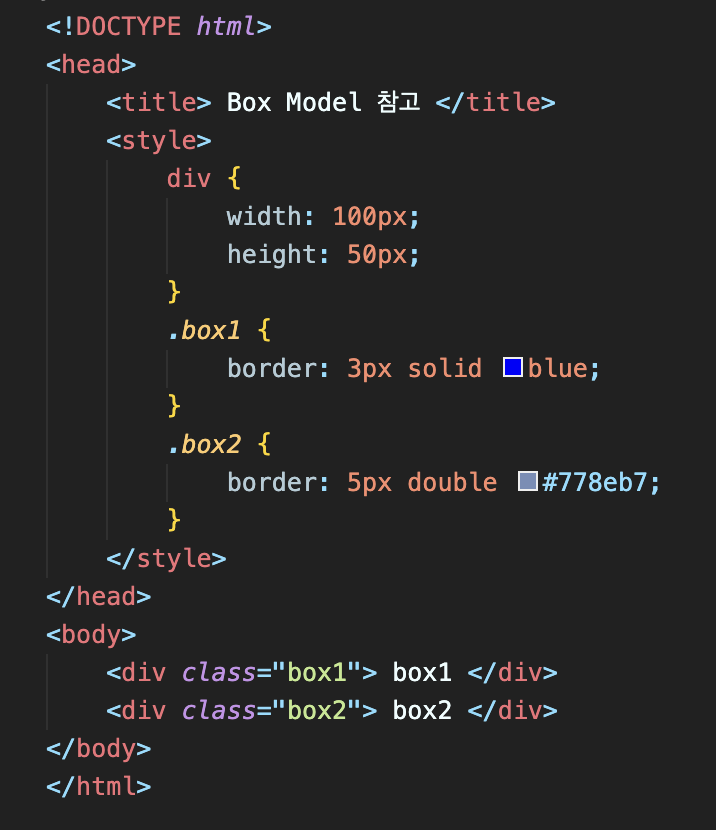 <!DOCTYPE html>
<head>
    <title> Box Model 참고 </title>
    <style>
        div {
            width: 100px;
            height: 50px;
        }
        .box1 {
            border: 3px solid blue;
        }
        .box2 {
            border: 5px double #778eb7;
        }
    </style>
</head>
<body>
    <div class="box1"> box1 </div>
    <div class="box2"> box2 </div>
</body>
</html>